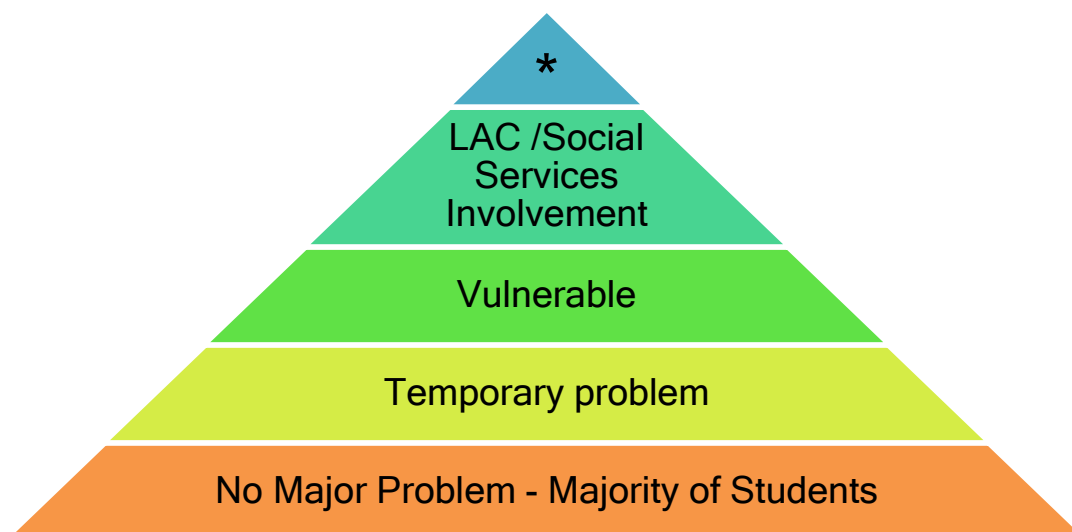 *
LAC /Social
Services
Involvement
Vulnerable
Temporary problem
No Major Problem - Majority of Students